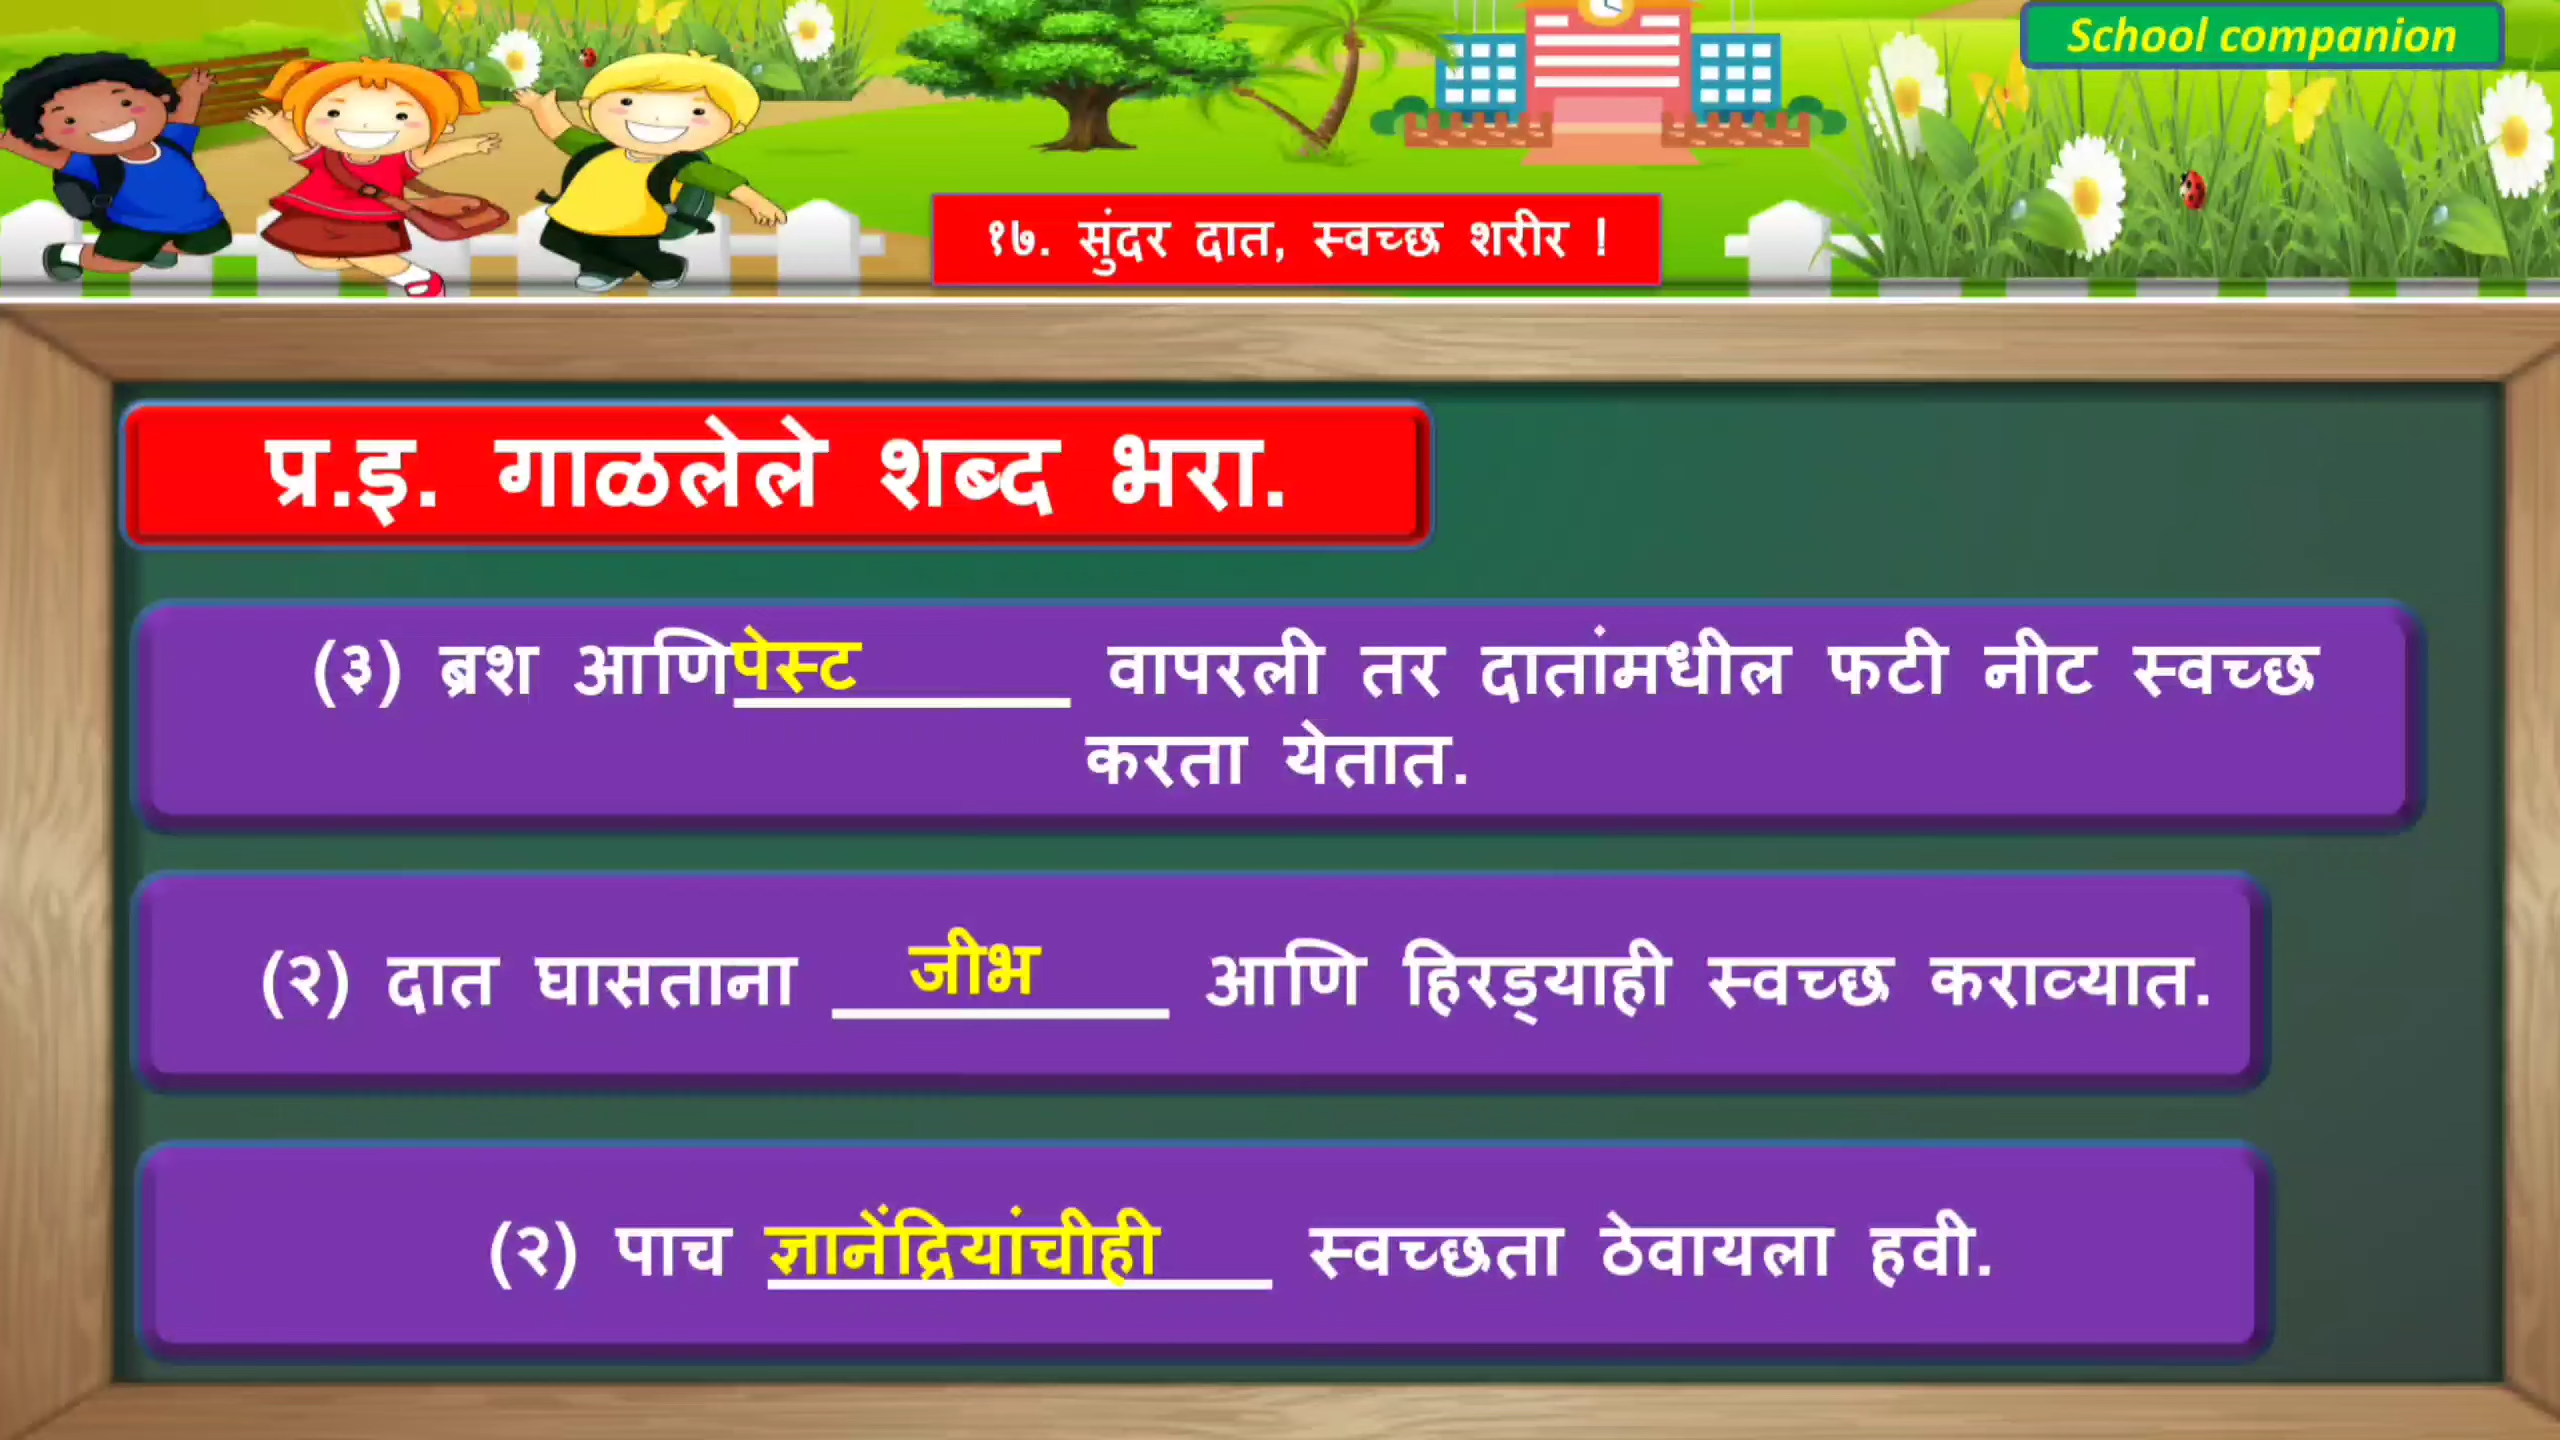 School companion
१७. सुंदर दात, स्वच्छ शरीर !
प्र.इ. गाळलेले शब्द भरा.
(३) ब्रश आणि पेस्ट वापरली तर दातांमधील फटी नीट स्वच्छ
करता येतात.
(२) दात घासताना जीभ आणि हिरड्याही स्वच्छ कराव्यात.
(२) पाच ज्ञानेंद्रियांचीही स्वच्छता ठेवायला हवी.